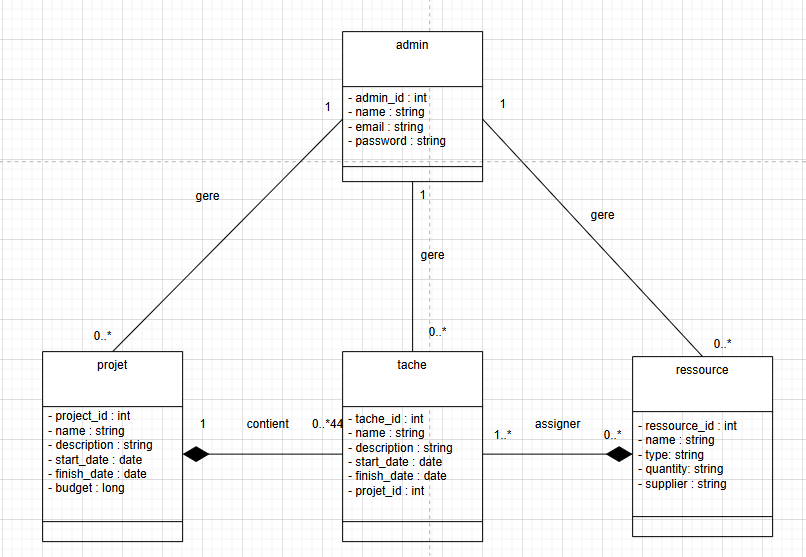 admin
- admin_id : int
- name : string
- email : string
- password : string
1
1
1
gere
gere
gere
0..*
0..*
0..*
projet
- project_id : int
- name : string
- description : string
- start_date : date
- finish_date : date
- budget : long
1
contient
0..*44
tache
- tache_id : int
- name : string
- description : string
- start_date : date
- finish_date : date
- projet_id : int
1..*
assigner
0..*
ressource
- ressource_id : int
- name : string
- type: string
- quantity: string
- supplier : string